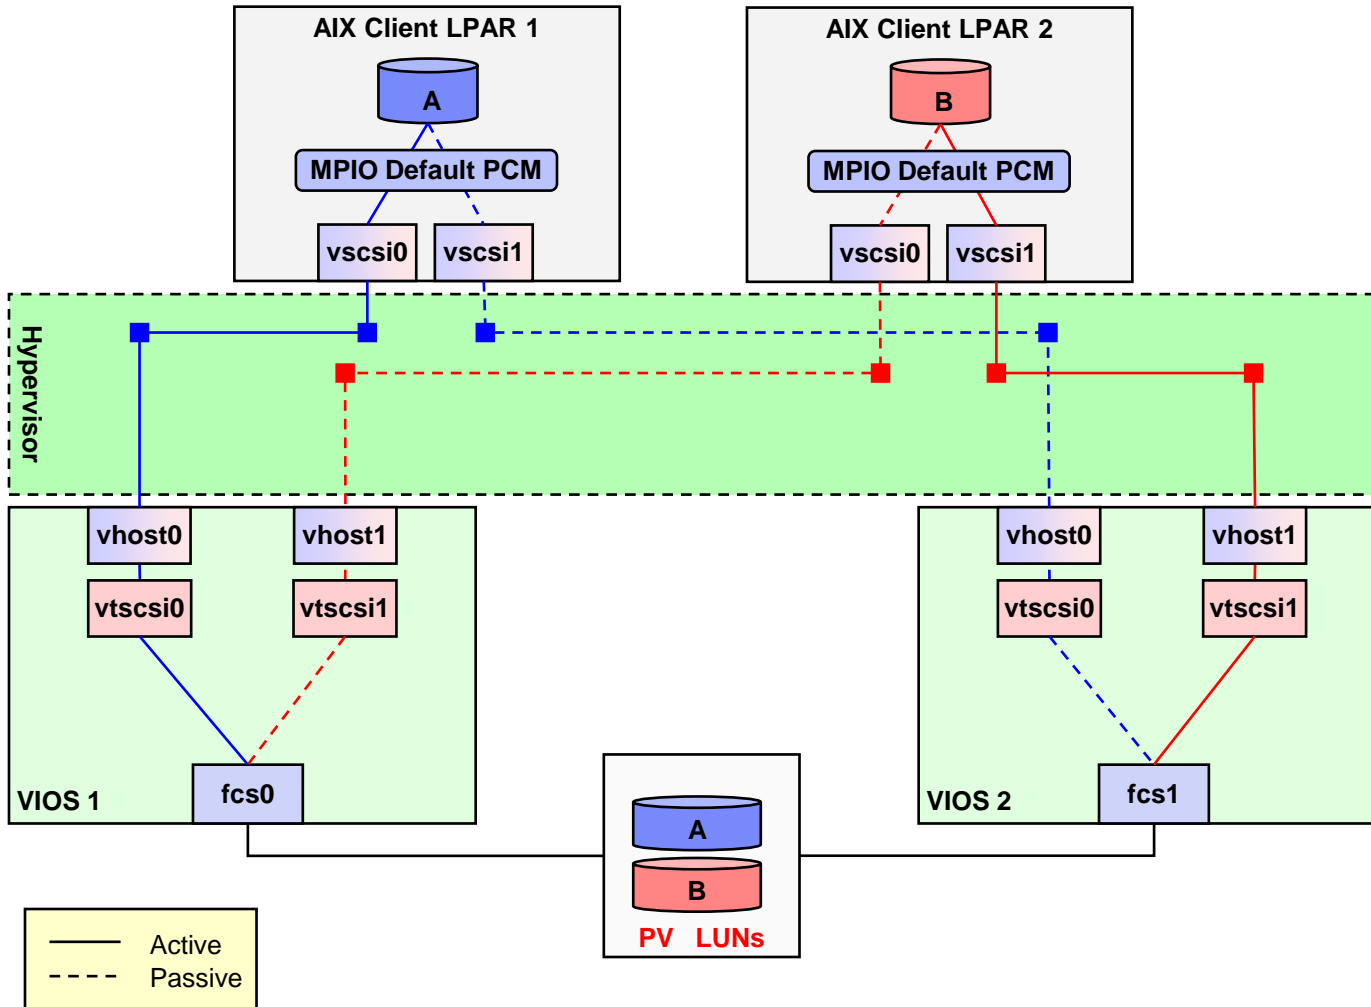 AIX Client LPAR 1
AIX Client LPAR 2
A
B
MPIO Default PCM
MPIO Default PCM
vscsi0
vscsi1
vscsi0
vscsi1
Hypervisor
vhost0
vhost1
vhost0
vhost1
vtscsi0
vtscsi1
vtscsi0
vtscsi1
VIOS 1
fcs0
VIOS 2
fcs1
A
B
PV LUNs
Active
Passive